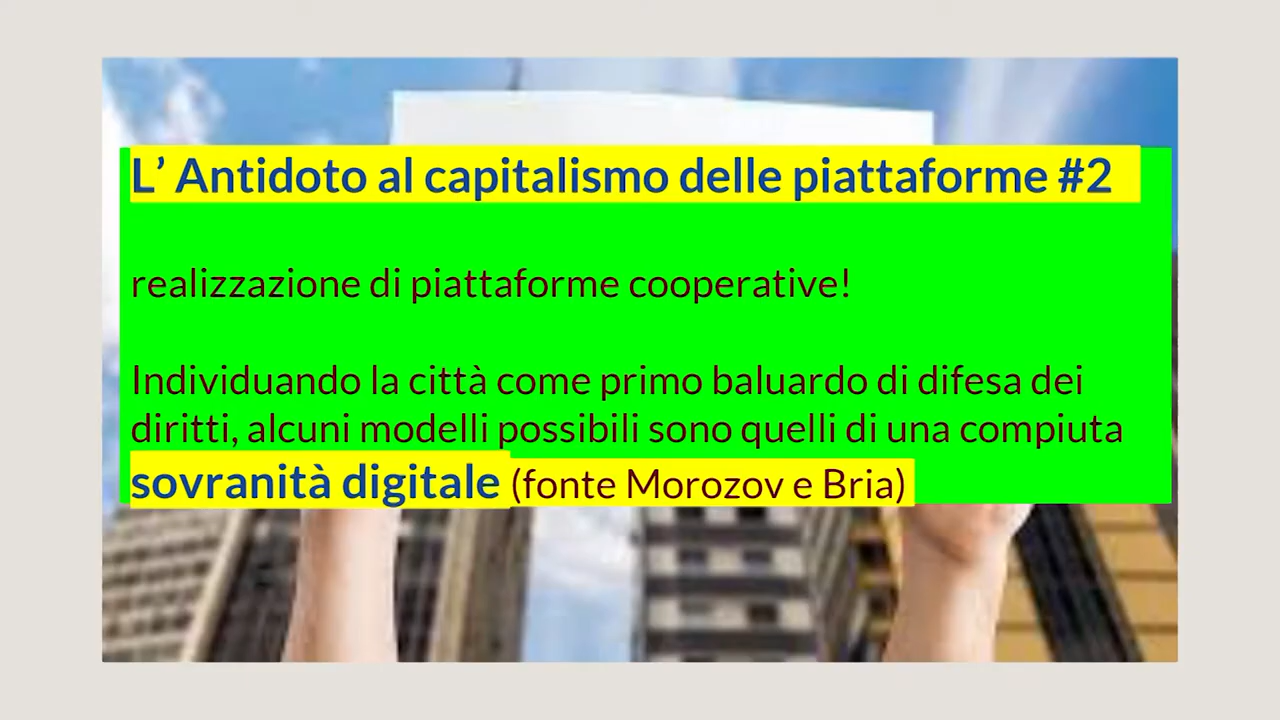 L’ Antidoto al capitalismo delle piattaforme #2
realizzazione di piattaforme cooperative!
Individuando la città come primo baluardo di difesa dei
diritti, alcuni modelli possibili sono quelli di una compiuta
sovranità digitale (fonte Morozov e Bria)